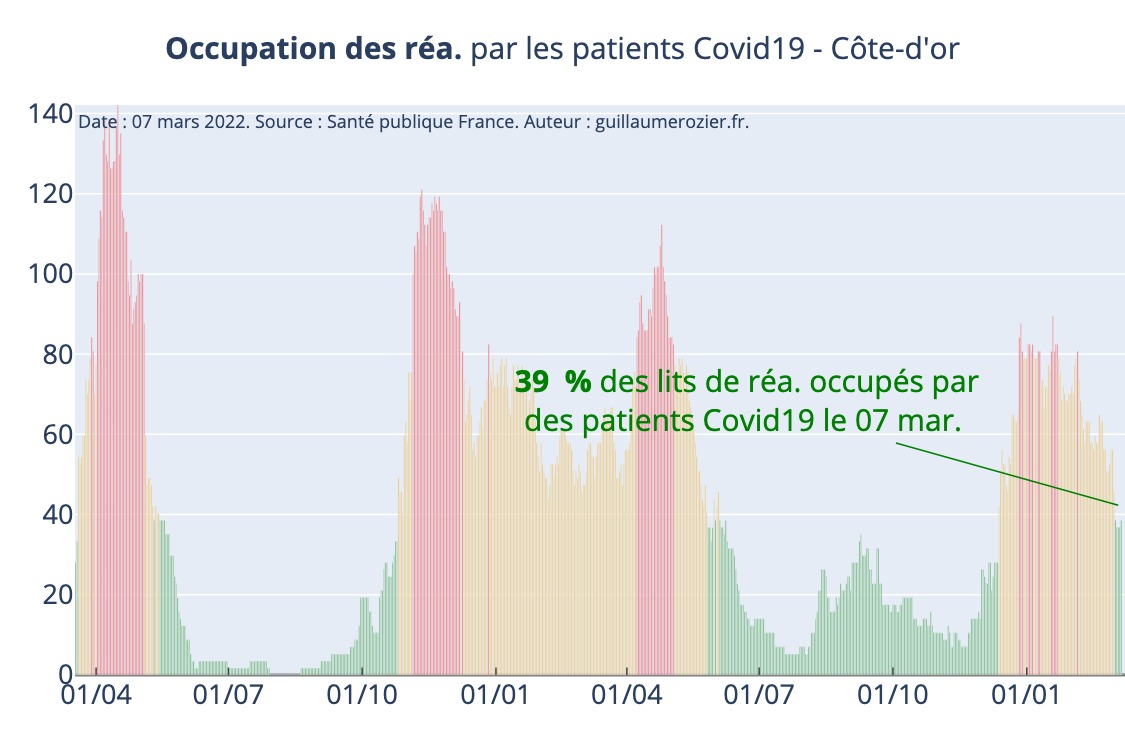 Occupation des réa. par les patients Covid19 - Côte-d'or
140
Date : 07 mars 2022. Source : Santé publique France. Auteur : guillaumerozier.fr.
120
100
80
39 % des lits de réa. occupés par
des patients Covid19 le 07 mar.
60
40
20
0
01/04 01/07 01/10 01/01 01/04 01/07 01/10 01/01